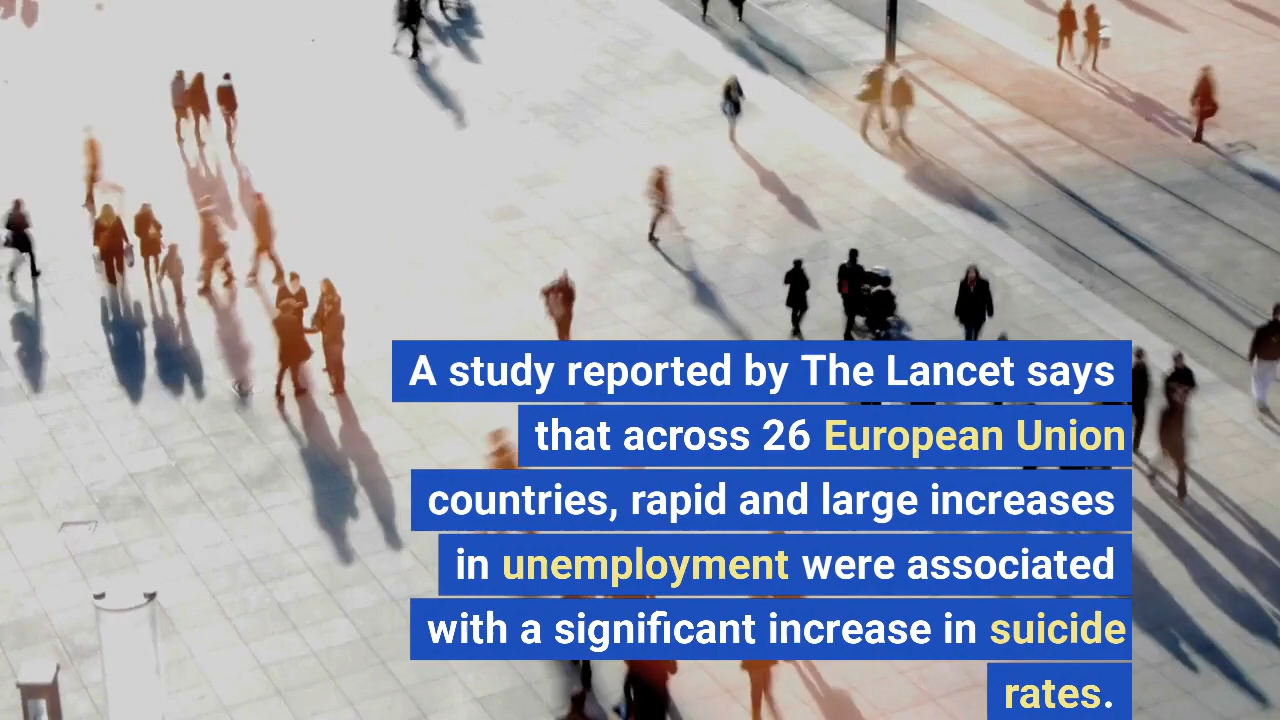 A study reported by The Lancet says
that across 26 European Union
countries, rapid and large increases
in unemployment were associated
with a significant increase in suicide
rates.